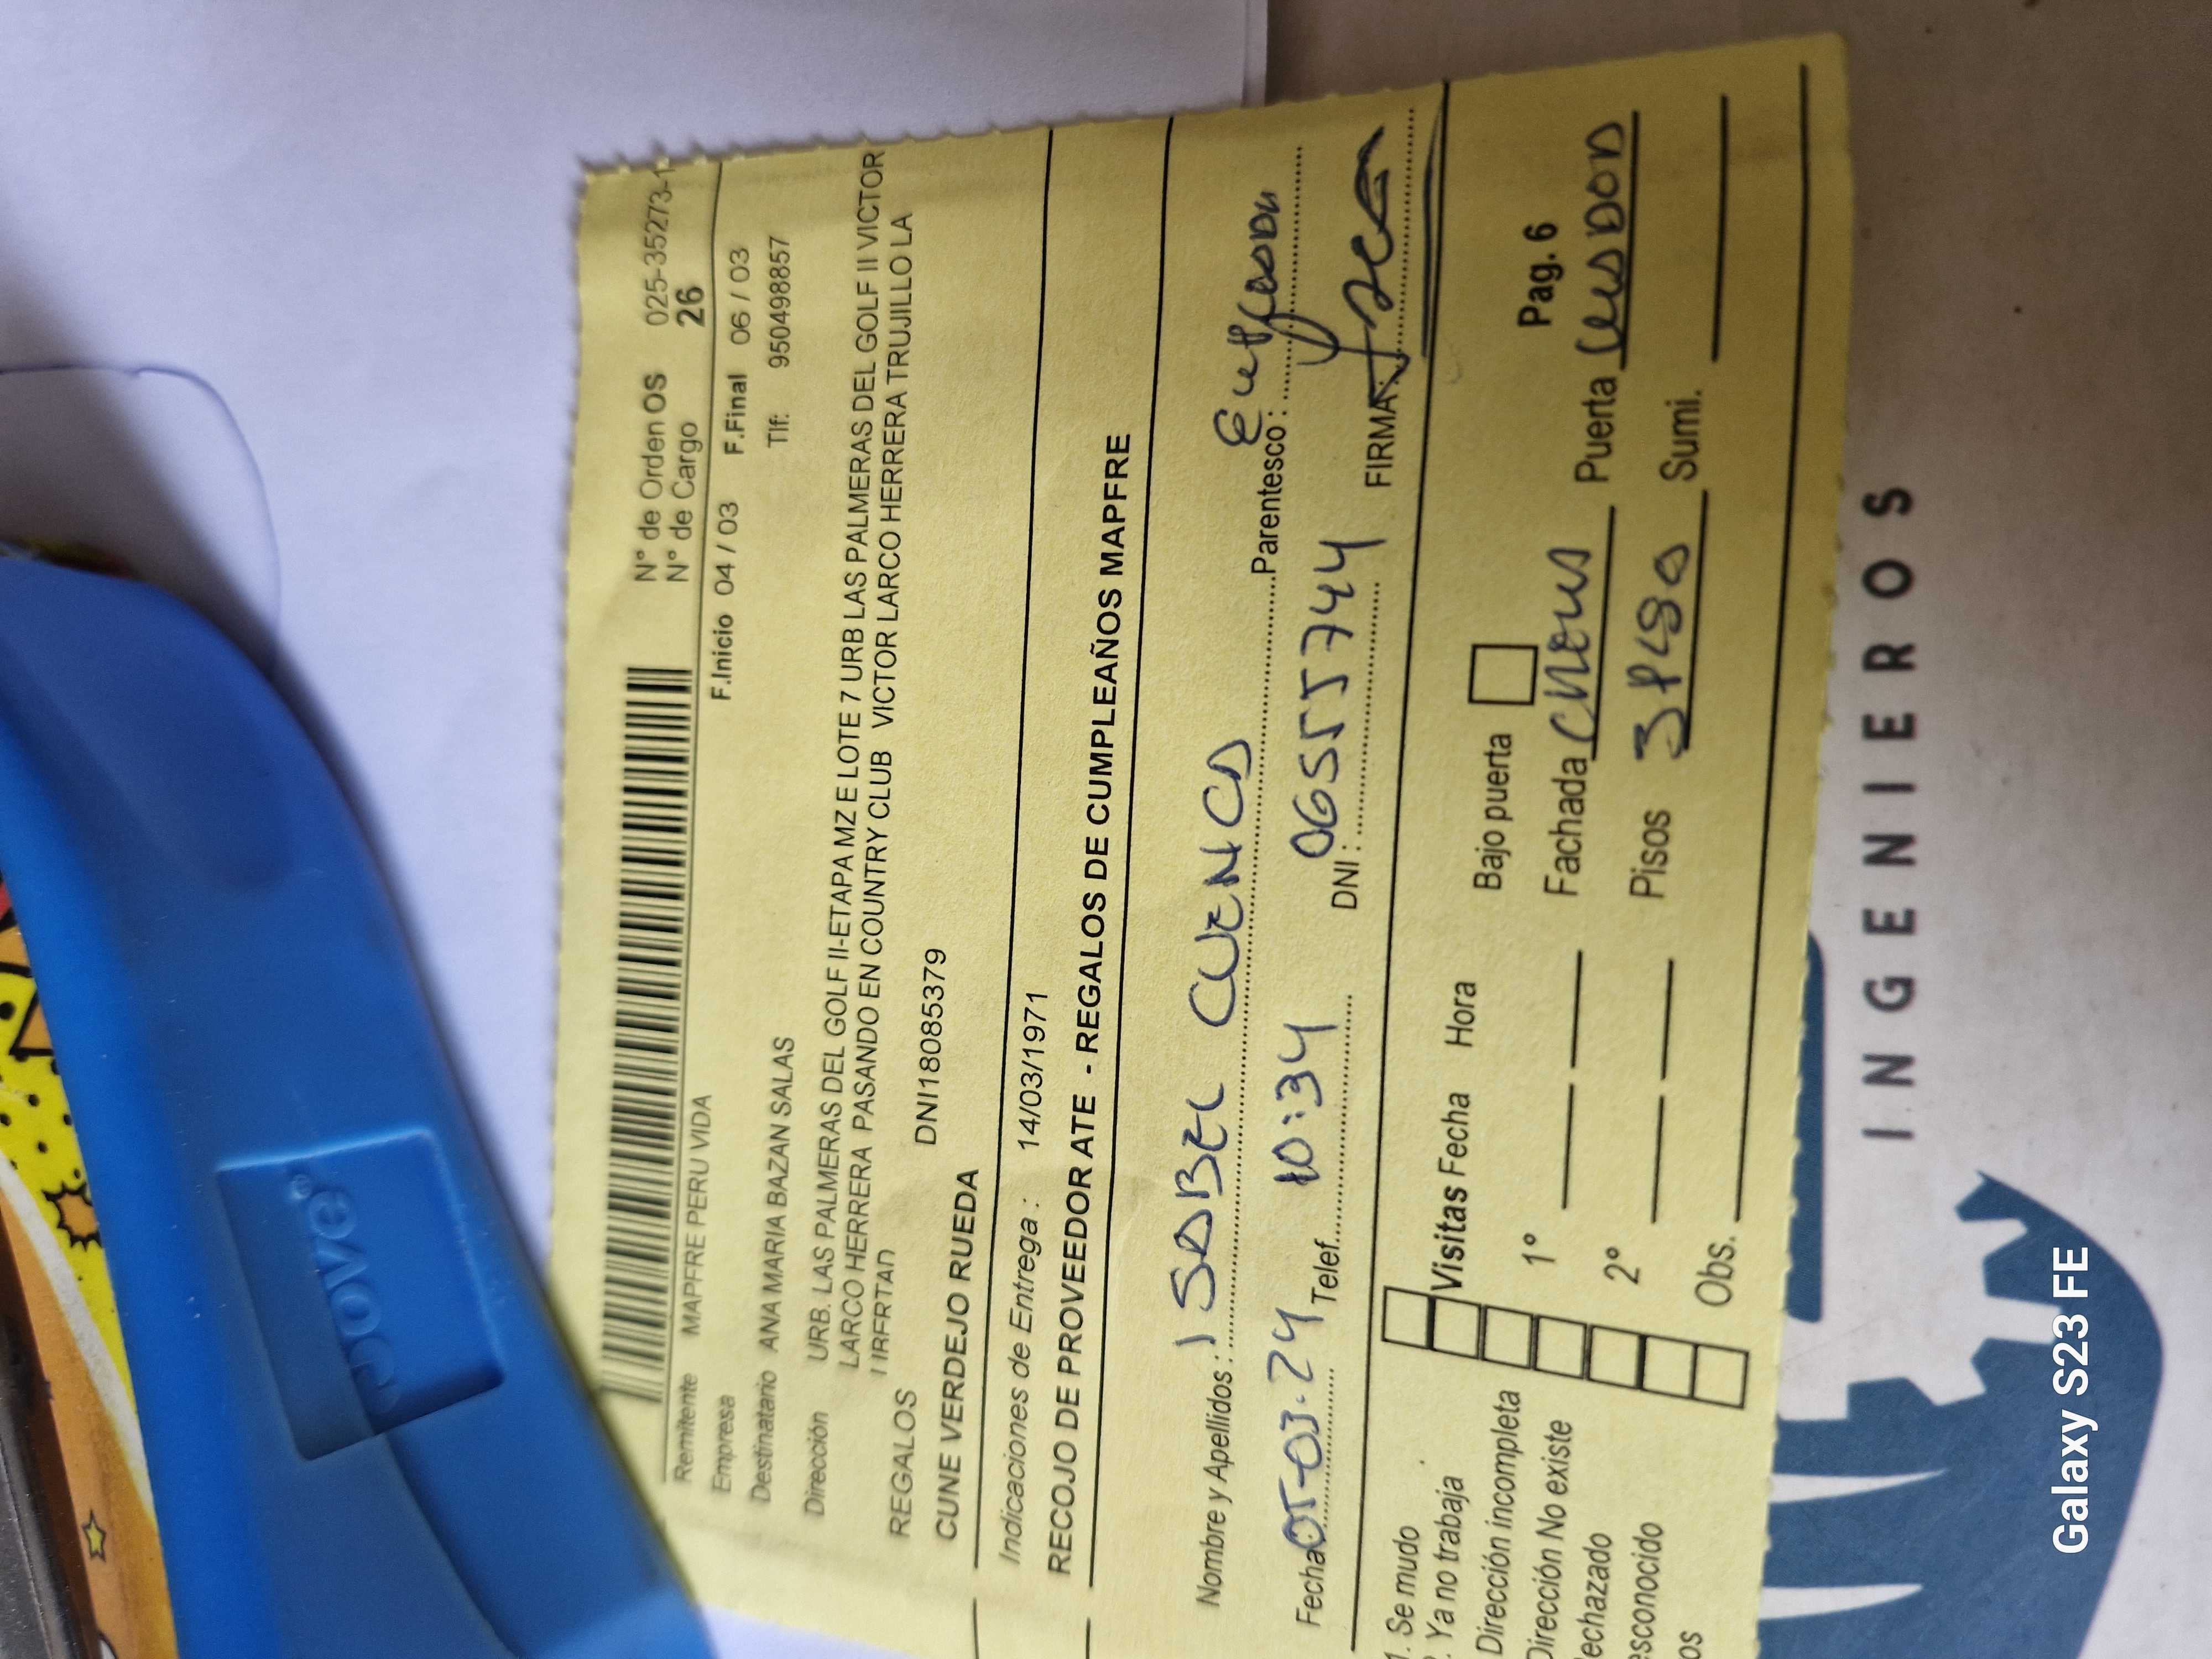 N° de Orden OS 025-35273-1
N° de Cargo 26
Remitente MAPFRE PERU VIDA
F.Inicio 04 / 03 F.Final 06 / 03
Empresa
Tlf: 950498857
Destinatario ANA MARIA BAZAN SALAS
Dirección URB. LAS PALMERAS DEL GOLF II-ETAPA MZ E LOTE 7 URB LAS PALMERAS DEL GOLF II VICTOR
LARCO HERRERA PASANDO EN COUNTRY CLUB VICTOR LARCO HERRERA TRUJILLO LA
REGALOS
CUNE VERDEJO RUEDA DNI18085379
Indicaciones de Entrega : 14/03/1971
RECOJO DE PROVEEDOR ATE - REGALOS DE CUMPLEAÑOS MAPFRE
Nombre y Apellidos : ISABEL CUENCA Parentesco :
Fecha 05-03-24 Telef. 10:34 DNI : 06555744 FIRMA:
1. Se mudo
. Ya no trabaja
Dirección incompleta
Dirección No existe
echazado
esconocido
os
Visitas Fecha Hora
1°
2°
Obs.
Bajo puerta Pag. 6
Fachada Puerta
Pisos 3 PISO Sumi.
INGENIEROS
Dove®
Galaxy S23 FE